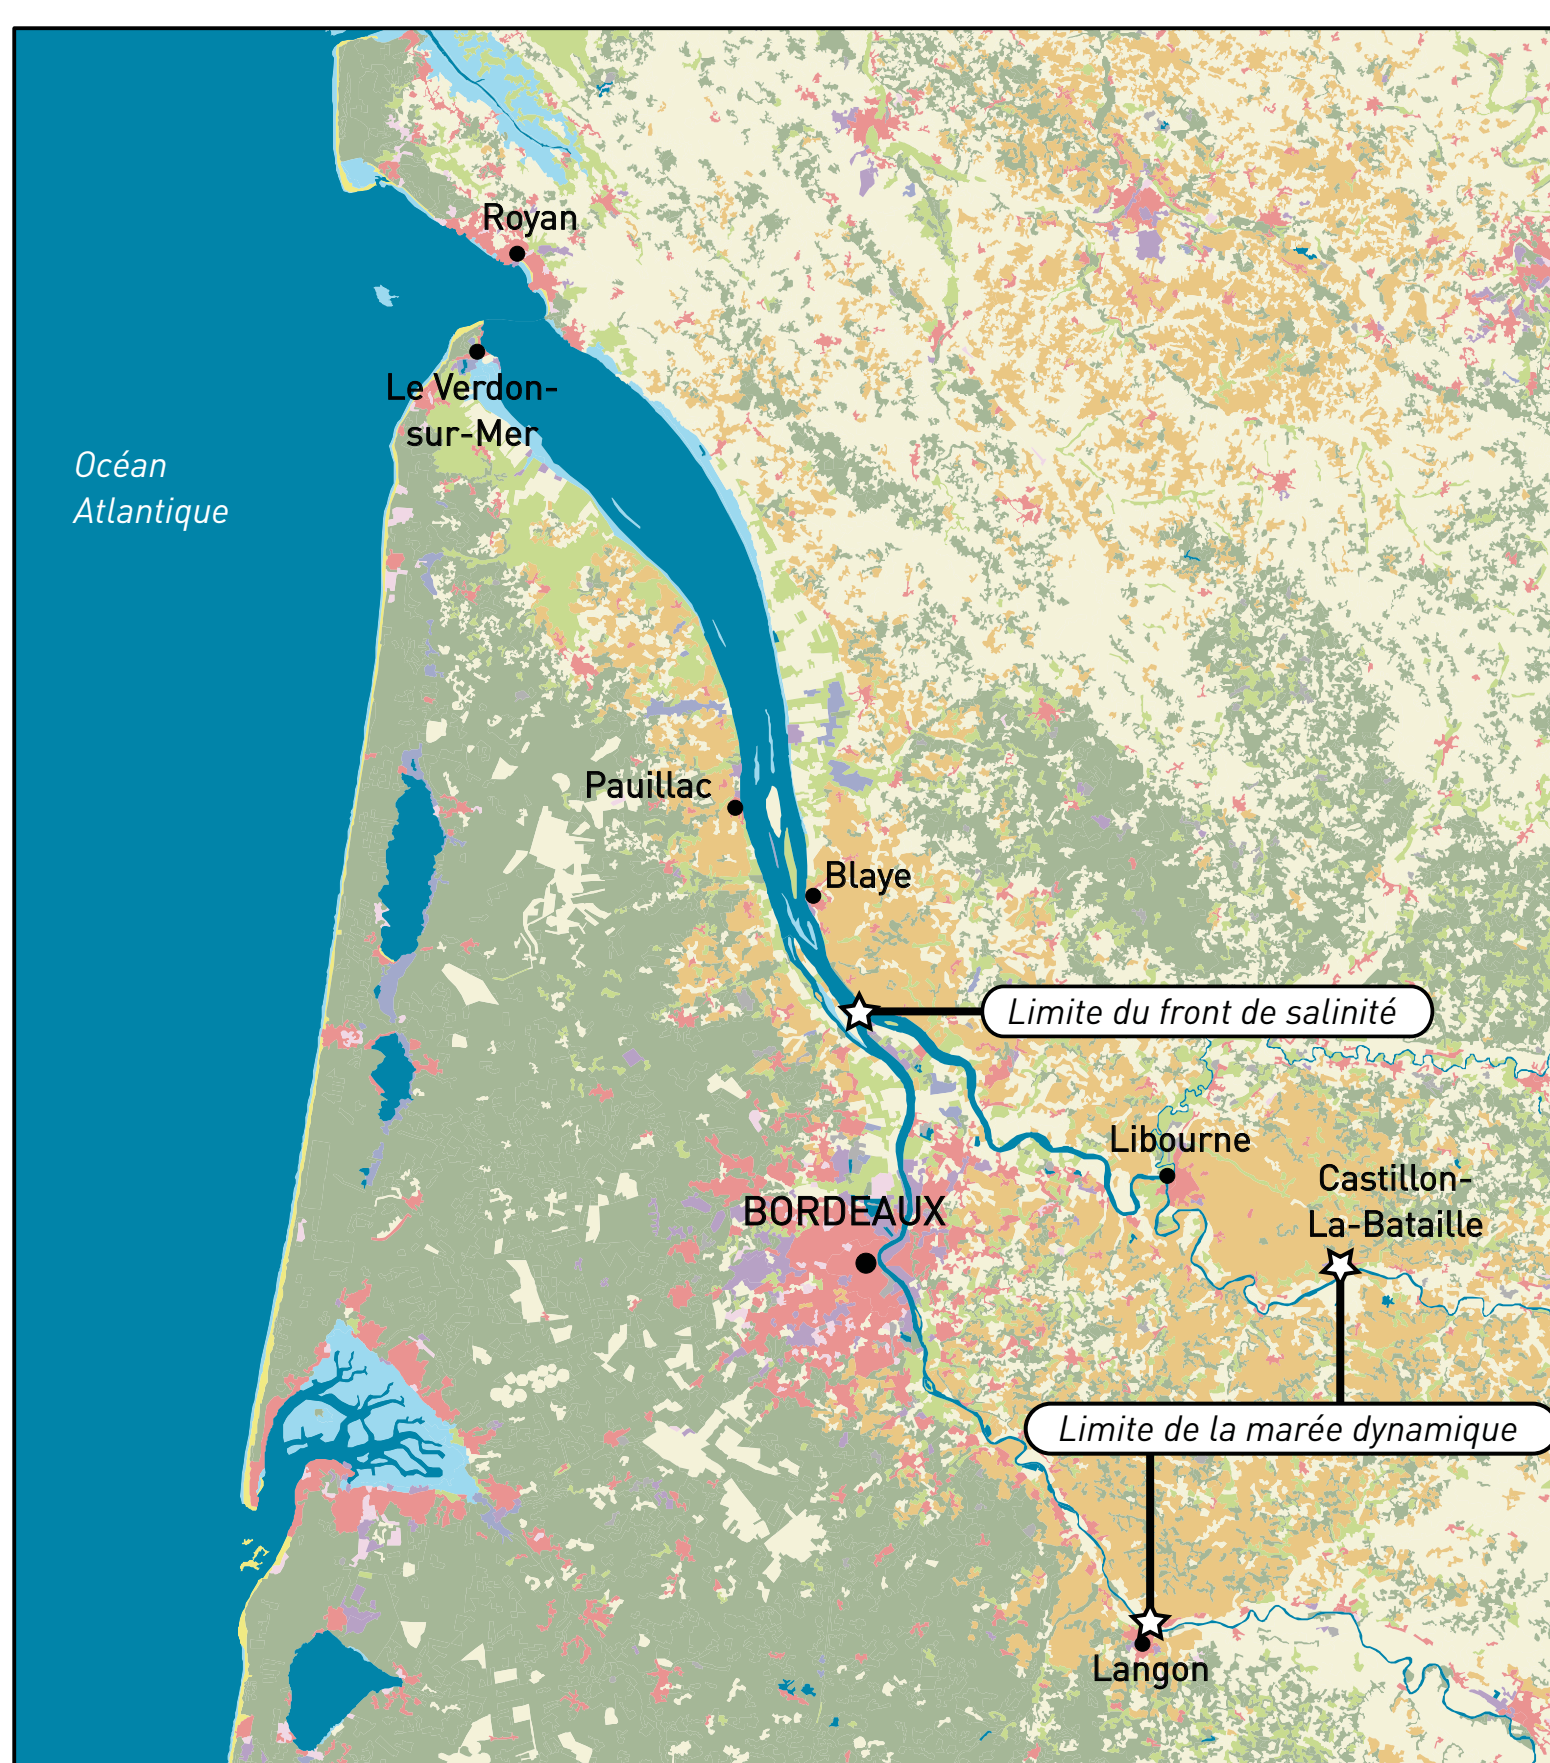 Royan
Le Verdon-
sur-Mer
Océan
Atlantique
Pauillac
Blaye
Limite du front de salinité
Libourne
Castillon-
La-Bataille
BORDEAUX
Limite de la marée dynamique
Langon